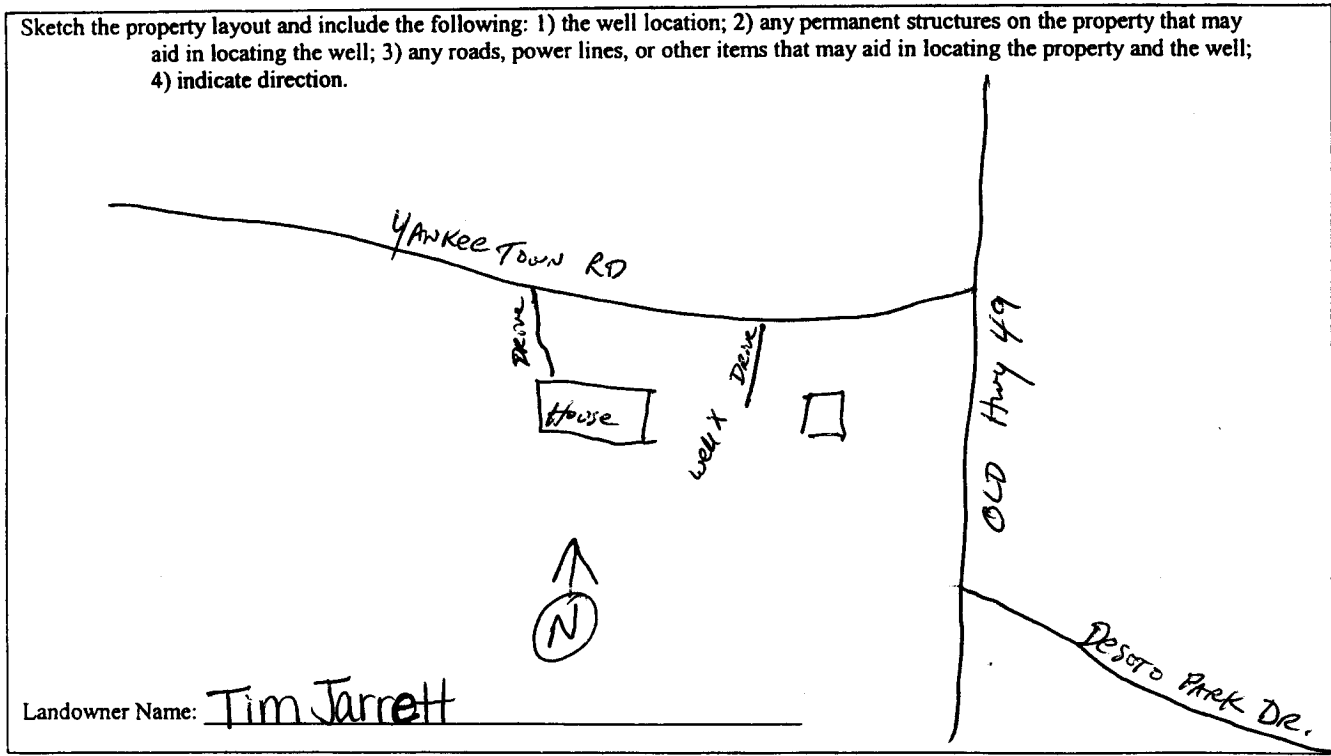 Sketch the property layout and include the following: 1) the well location; 2) any permanent structures on the property that may
aid in locating the well; 3) any roads, power lines, or other items that may aid in locating the property and the well;
4) indicate direction.
YANKEE TOWN RD
DRIVE
DRIVE
House
well X
OLD Hwy 49
N
DESOTO PARK DR.
Landowner Name: Tim Jarrett